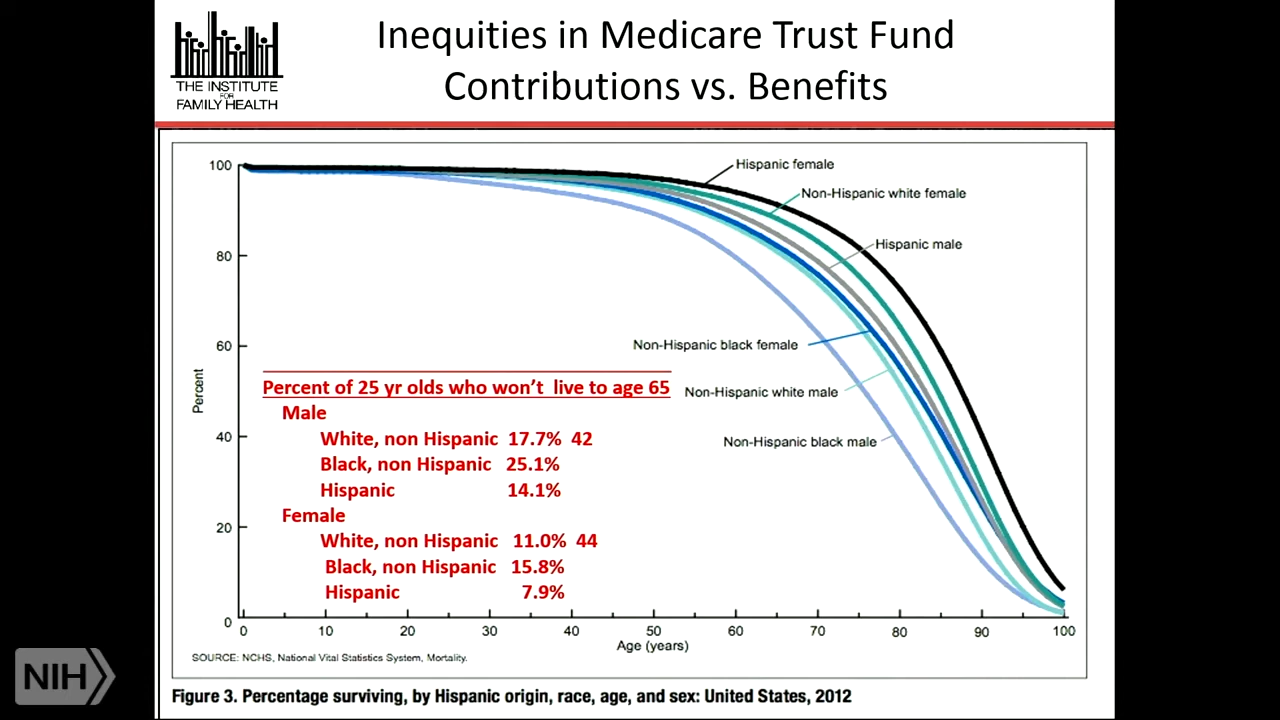 THE INSTITUTE
FOR
FAMILY HEALTH
Inequities in Medicare Trust Fund
Contributions vs. Benefits
100
80
60
40
20
0
Percent
Hispanic female
Non-Hispanic white female
Hispanic male
Non-Hispanic black female
Non-Hispanic white male
Non-Hispanic black male
Percent of 25 yr olds who won’t live to age 65
Male
White, non Hispanic 17.7% 42
Black, non Hispanic 25.1%
Hispanic 14.1%
Female
White, non Hispanic 11.0% 44
Black, non Hispanic 15.8%
Hispanic 7.9%
0 10 20 30 40 50 60 70 80 90 100
Age (years)
SOURCE: NCHS, National Vital Statistics System, Mortality.
NIH
Figure 3. Percentage surviving, by Hispanic origin, race, age, and sex: United States, 2012